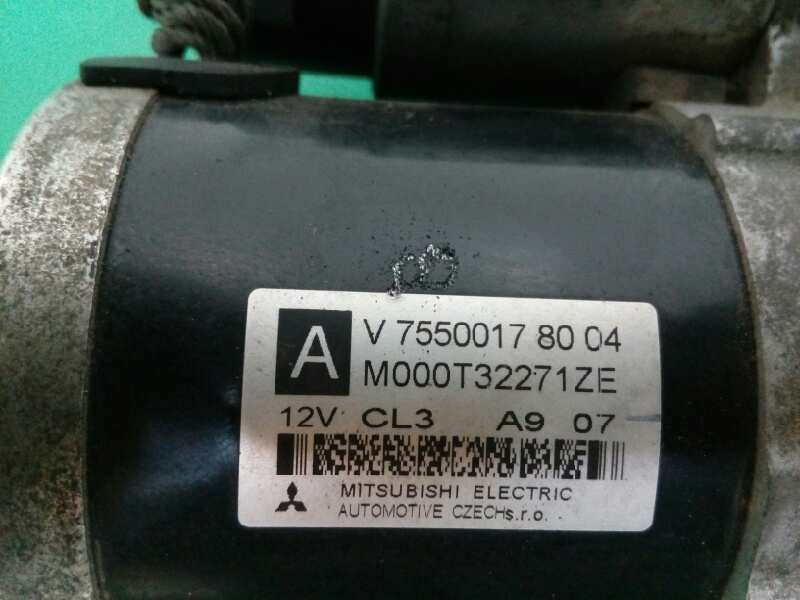 A
V 7550017 80 04
M000T32271ZE
12V CL3 A9 07
MITSUBISHI ELECTRIC
AUTOMOTIVE CZECH s.r.o.